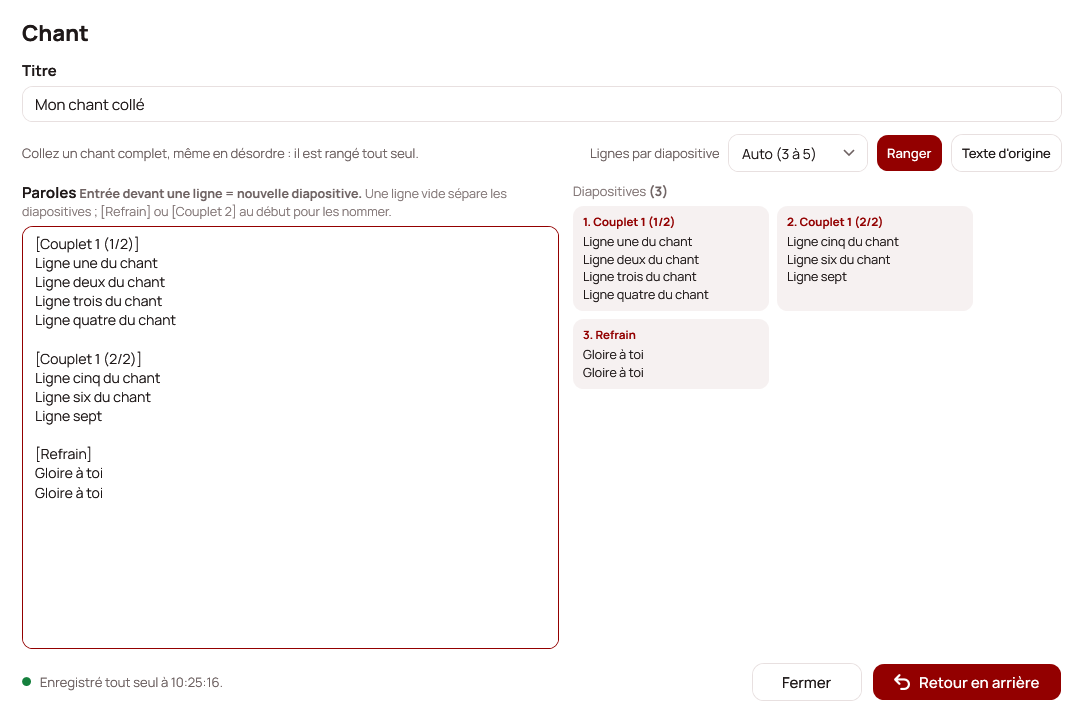 Chant
Titre
Mon chant collé
Collez un chant complet, même en désordre : il est rangé tout seul.
Lignes par diapositive
Auto (3 à 5)
Ranger
Texte d'origine
Paroles Entrée devant une ligne = nouvelle diapositive. Une ligne vide sépare les
diapositives ; [Refrain] ou [Couplet 2] au début pour les nommer.
[Couplet 1 (1/2)]
Ligne une du chant
Ligne deux du chant
Ligne trois du chant
Ligne quatre du chant

[Couplet 1 (2/2)]
Ligne cinq du chant
Ligne six du chant
Ligne sept

[Refrain]
Gloire à toi
Gloire à toi
Diapositives (3)
1. Couplet 1 (1/2)
Ligne une du chant
Ligne deux du chant
Ligne trois du chant
Ligne quatre du chant
2. Couplet 1 (2/2)
Ligne cinq du chant
Ligne six du chant
Ligne sept
3. Refrain
Gloire à toi
Gloire à toi
Enregistré tout seul à 10:25:16.
Fermer
Retour en arrière